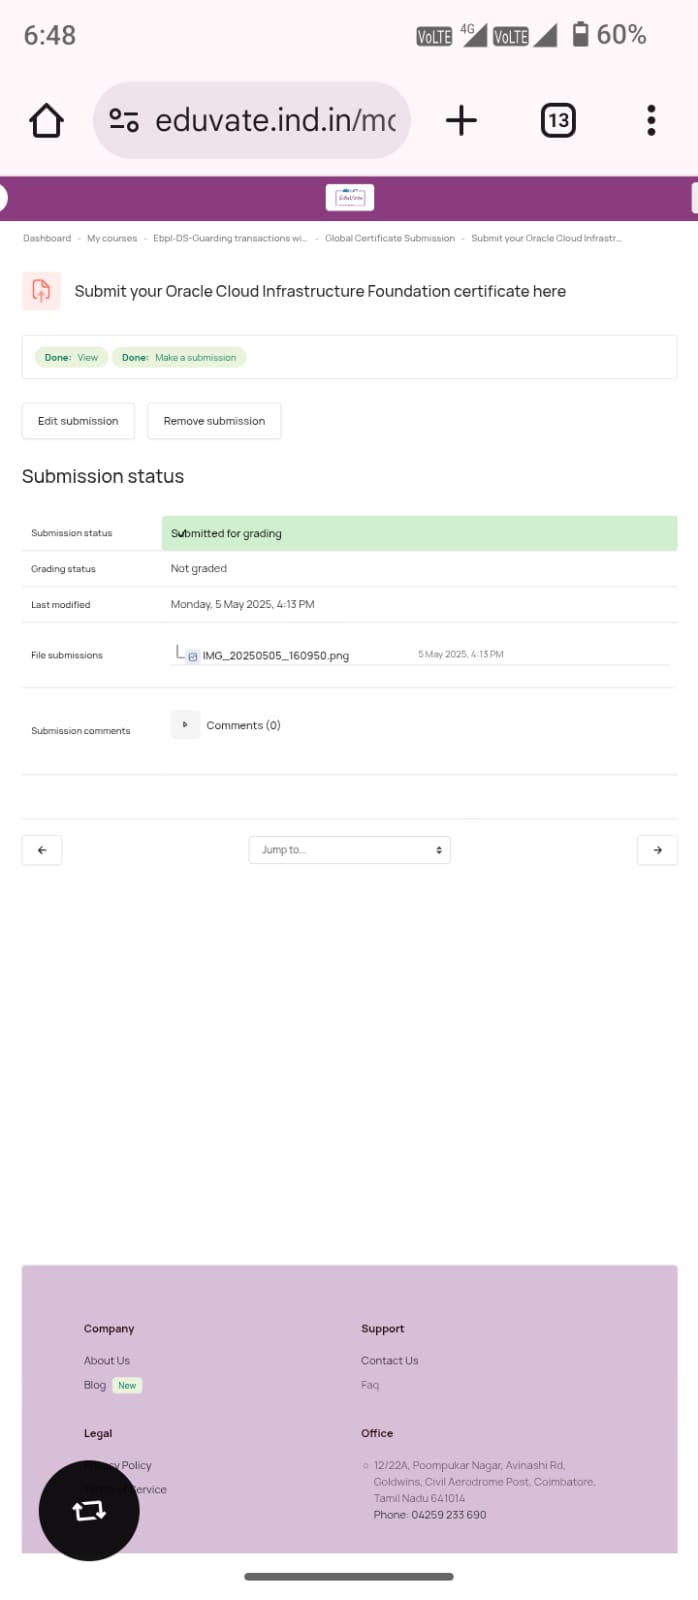 6:48
VoLTE 4G VoLTE 60%
eduvate.ind.in/mo
13
Dashboard - My courses - Ebpl-DS-Guarding transactions wi... - Global Certificate Submission - Submit your Oracle Cloud Infrastr...
Submit your Oracle Cloud Infrastructure Foundation certificate here
Done: View Done: Make a submission
Edit submission Remove submission
Submission status
Submission status Submitted for grading
Grading status Not graded
Last modified Monday, 5 May 2025, 4:13 PM
File submissions IMG_20250505_160950.png 5 May 2025, 4:13 PM
Submission comments Comments (0)
Jump to...
Company
About Us
Blog New
Support
Contact Us
Faq
Legal
Policy
Service
Office
12/22A, Poompukar Nagar, Avinashi Rd,
Goldwins, Civil Aerodrome Post, Coimbatore,
Tamil Nadu 641014
Phone: 04259 233 690